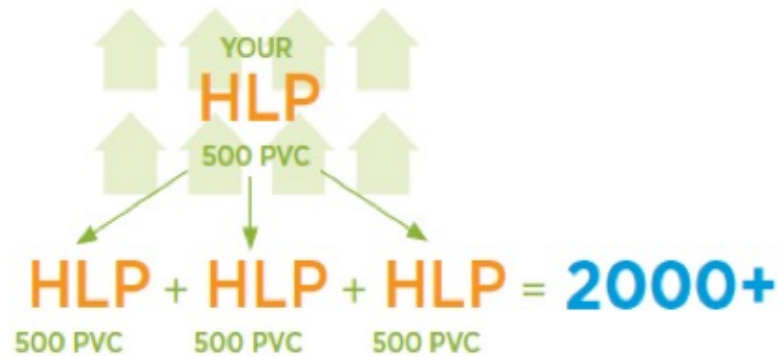 YOUR
HLP
500 PVC
HLP + HLP + HLP = 2000+
500 PVC 500 PVC 500 PVC